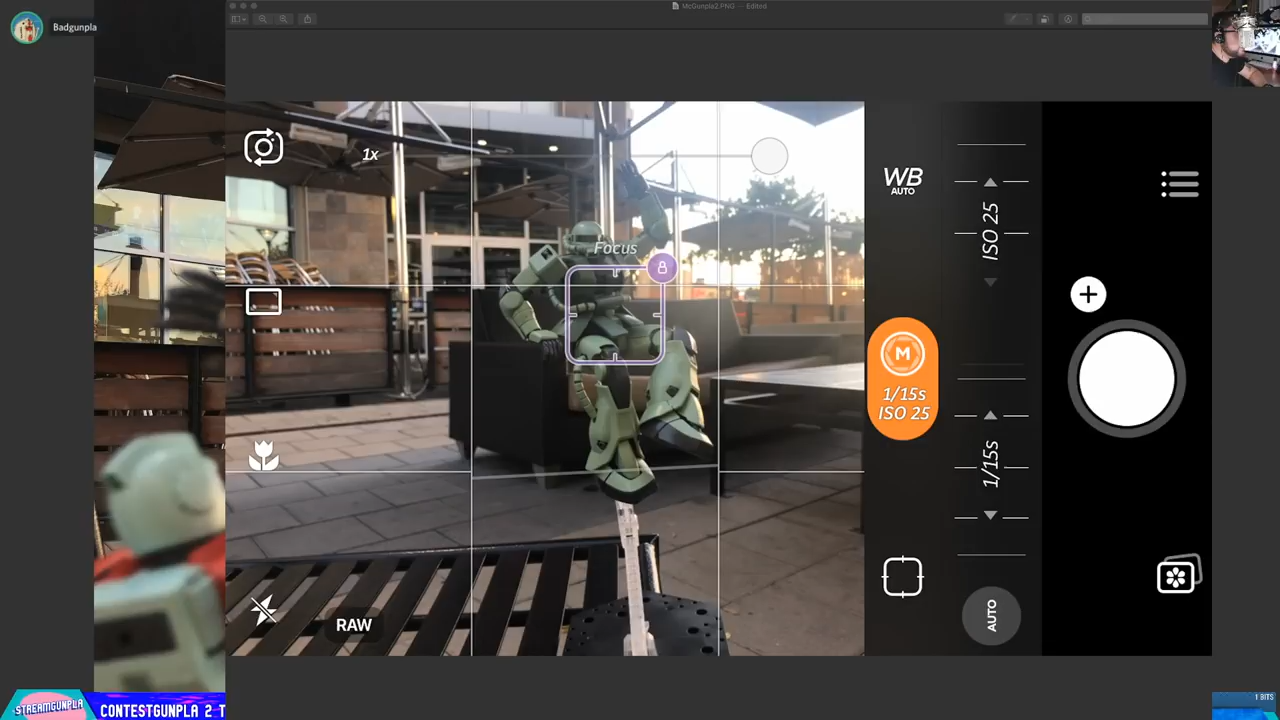 McGunpla2.PNG — Edited
Badgunpla
1x
WB
AUTO
ISO 25
Focus
M
1/15s
ISO 25
1/15s
AUTO
RAW
STREAMGUNPLA
CONTESTGUNPLA 2 T
1 BITS